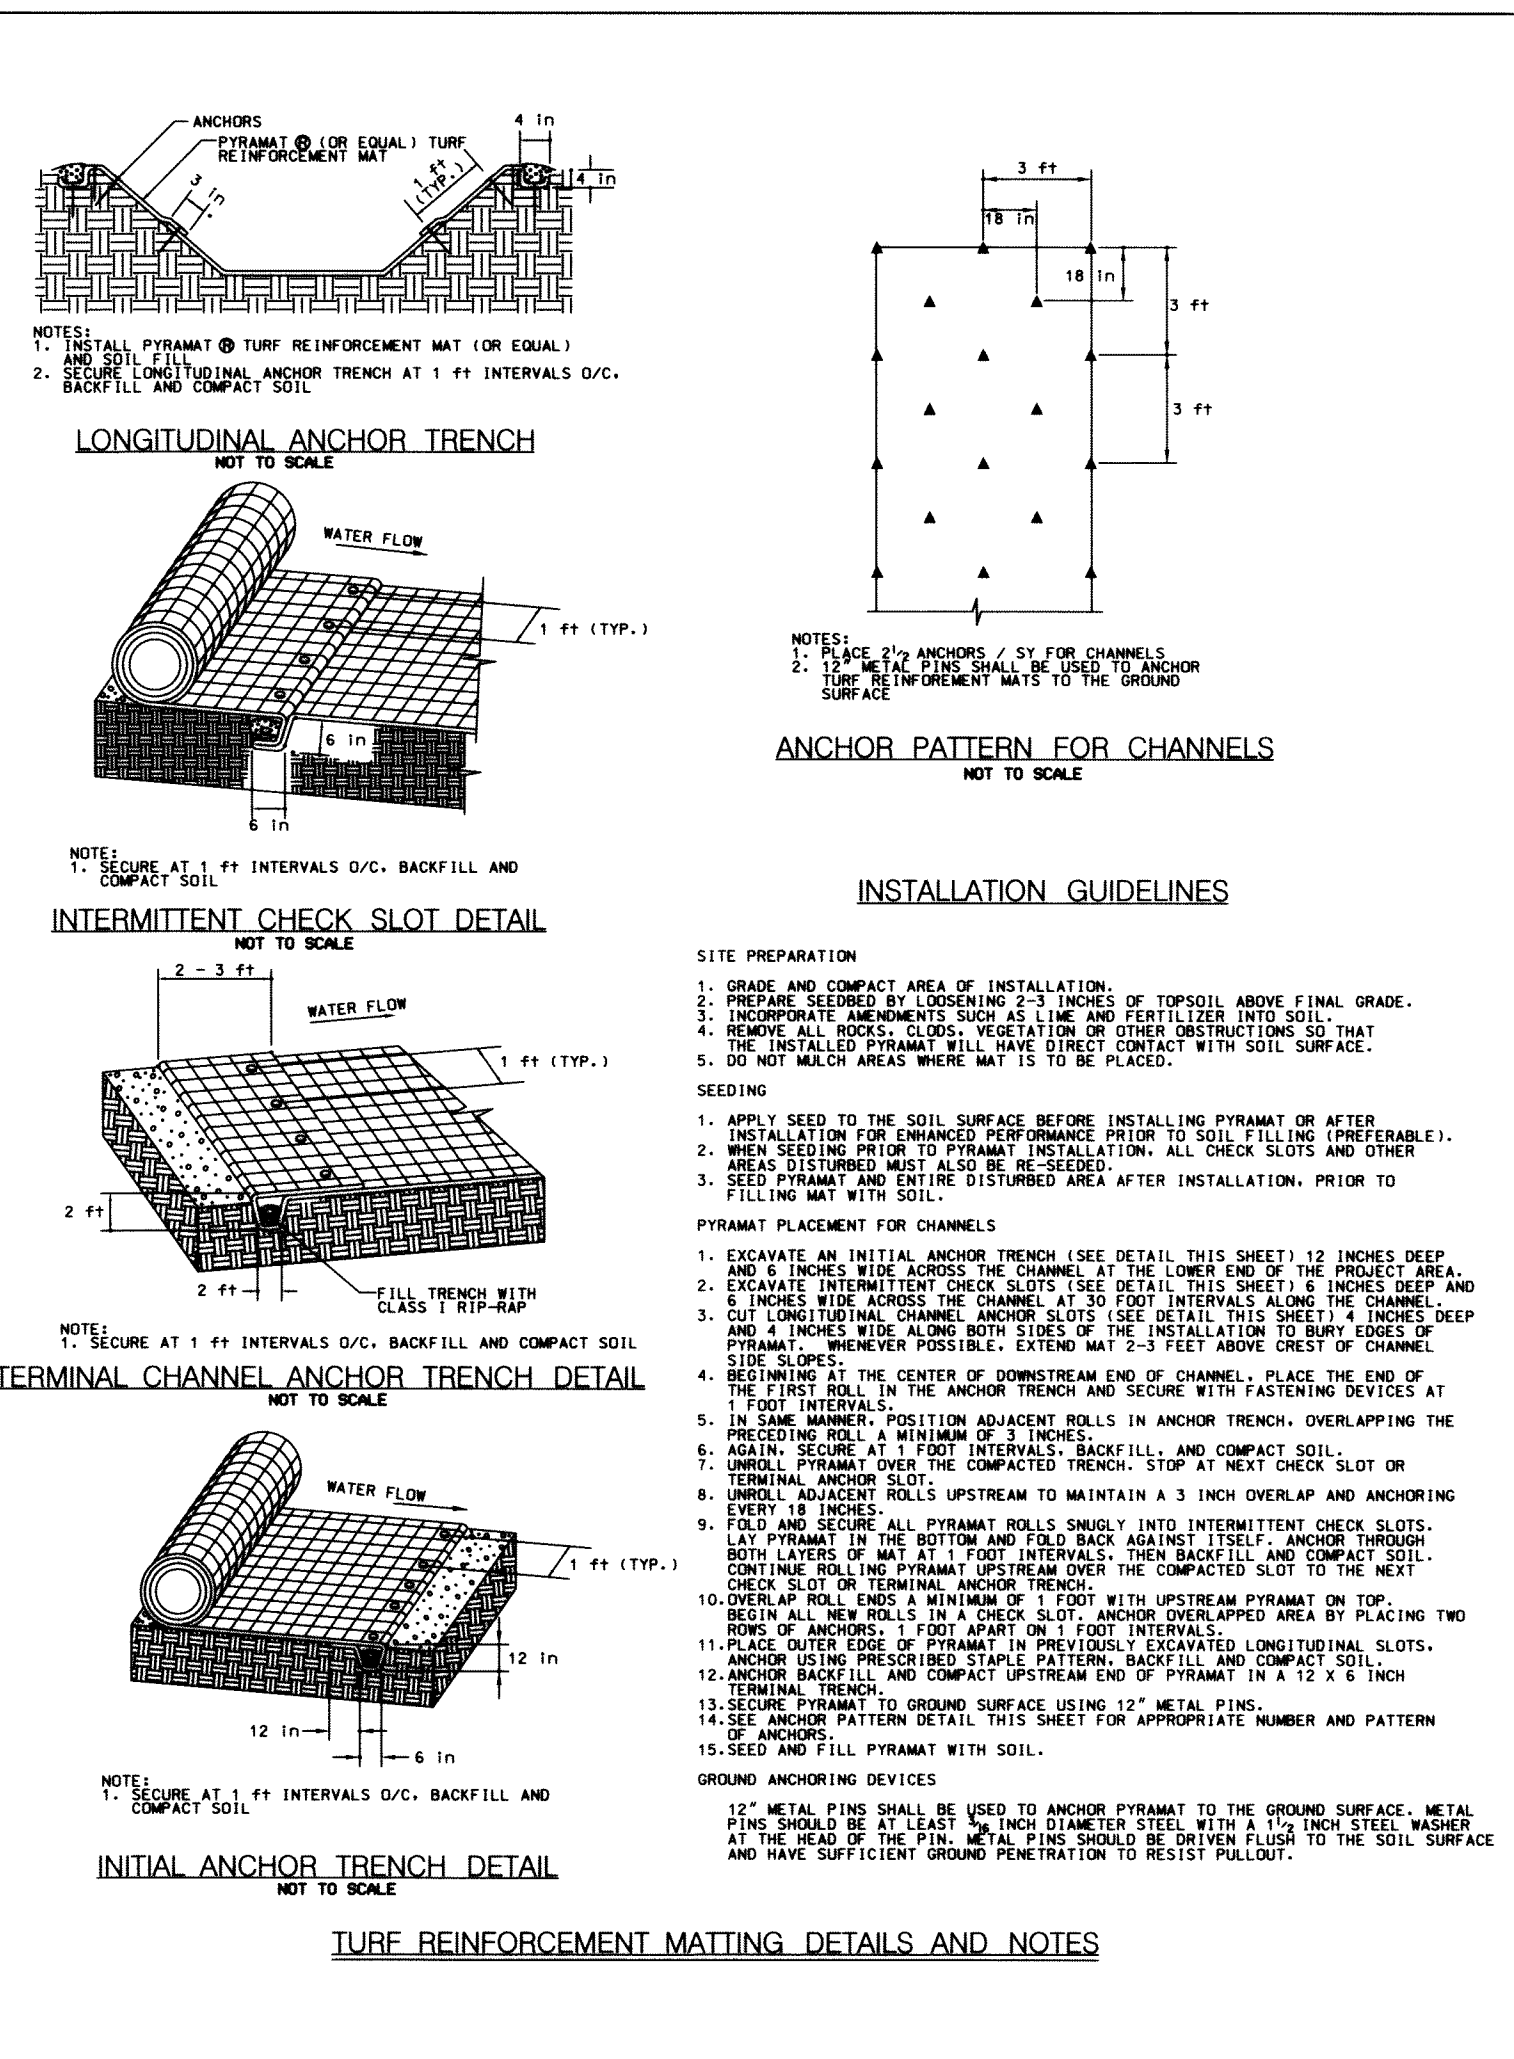 ANCHORS
PYRAMAT ® (OR EQUAL) TURF
REINFORCEMENT MAT
4 in
3 in
1 ft
(TYP.)
4 in
NOTES:
1. INSTALL PYRAMAT ® TURF REINFORCEMENT MAT (OR EQUAL)
AND SOIL FILL
2. SECURE LONGITUDINAL ANCHOR TRENCH AT 1 ft INTERVALS O/C,
BACKFILL AND COMPACT SOIL
LONGITUDINAL ANCHOR TRENCH
NOT TO SCALE
WATER FLOW
1 ft (TYP.)
6 in
6 in
NOTE:
1. SECURE AT 1 ft INTERVALS O/C, BACKFILL AND
COMPACT SOIL
INTERMITTENT CHECK SLOT DETAIL
NOT TO SCALE
2 - 3 ft
WATER FLOW
1 ft (TYP.)
2 ft
2 ft
FILL TRENCH WITH
CLASS I RIP-RAP
NOTE:
1. SECURE AT 1 ft INTERVALS O/C, BACKFILL AND COMPACT SOIL
TERMINAL CHANNEL ANCHOR TRENCH DETAIL
NOT TO SCALE
WATER FLOW
1 ft (TYP.)
12 in
12 in
6 in
NOTE:
1. SECURE AT 1 ft INTERVALS O/C, BACKFILL AND
COMPACT SOIL
INITIAL ANCHOR TRENCH DETAIL
NOT TO SCALE
3 ft
18 in
18 in
3 ft
3 ft
NOTES:
1. PLACE 2 1/2 ANCHORS / SY FOR CHANNELS
2. 12" METAL PINS SHALL BE USED TO ANCHOR
TURF REINFOREMENT MATS TO THE GROUND
SURFACE
ANCHOR PATTERN FOR CHANNELS
NOT TO SCALE
INSTALLATION GUIDELINES
SITE PREPARATION
1. GRADE AND COMPACT AREA OF INSTALLATION.
2. PREPARE SEEDBED BY LOOSENING 2-3 INCHES OF TOPSOIL ABOVE FINAL GRADE.
3. INCORPORATE AMENDMENTS SUCH AS LIME AND FERTILIZER INTO SOIL.
4. REMOVE ALL ROCKS, CLODS, VEGETATION OR OTHER OBSTRUCTIONS SO THAT
THE INSTALLED PYRAMAT WILL HAVE DIRECT CONTACT WITH SOIL SURFACE.
5. DO NOT MULCH AREAS WHERE MAT IS TO BE PLACED.
SEEDING
1. APPLY SEED TO THE SOIL SURFACE BEFORE INSTALLING PYRAMAT OR AFTER
INSTALLATION FOR ENHANCED PERFORMANCE PRIOR TO SOIL FILLING (PREFERABLE).
2. WHEN SEEDING PRIOR TO PYRAMAT INSTALLATION, ALL CHECK SLOTS AND OTHER
AREAS DISTURBED MUST ALSO BE RE-SEEDED.
3. SEED PYRAMAT AND ENTIRE DISTURBED AREA AFTER INSTALLATION, PRIOR TO
FILLING MAT WITH SOIL.
PYRAMAT PLACEMENT FOR CHANNELS
1. EXCAVATE AN INITIAL ANCHOR TRENCH (SEE DETAIL THIS SHEET) 12 INCHES DEEP
AND 6 INCHES WIDE ACROSS THE CHANNEL AT THE LOWER END OF THE PROJECT AREA.
2. EXCAVATE INTERMITTENT CHECK SLOTS (SEE DETAIL THIS SHEET) 6 INCHES DEEP AND
6 INCHES WIDE ACROSS THE CHANNEL AT 30 FOOT INTERVALS ALONG THE CHANNEL.
3. CUT LONGITUDINAL CHANNEL ANCHOR SLOTS (SEE DETAIL THIS SHEET) 4 INCHES DEEP
AND 4 INCHES WIDE ALONG BOTH SIDES OF THE INSTALLATION TO BURY EDGES OF
PYRAMAT. WHENEVER POSSIBLE, EXTEND MAT 2-3 FEET ABOVE CREST OF CHANNEL
SIDE SLOPES.
4. BEGINNING AT THE CENTER OF DOWNSTREAM END OF CHANNEL, PLACE THE END OF
THE FIRST ROLL IN THE ANCHOR TRENCH AND SECURE WITH FASTENING DEVICES AT
1 FOOT INTERVALS.
5. IN SAME MANNER, POSITION ADJACENT ROLLS IN ANCHOR TRENCH, OVERLAPPING THE
PRECEDING ROLL A MINIMUM OF 3 INCHES.
6. AGAIN, SECURE AT 1 FOOT INTERVALS, BACKFILL, AND COMPACT SOIL.
7. UNROLL PYRAMAT OVER THE COMPACTED TRENCH. STOP AT NEXT CHECK SLOT OR
TERMINAL ANCHOR SLOT.
8. UNROLL ADJACENT ROLLS UPSTREAM TO MAINTAIN A 3 INCH OVERLAP AND ANCHORING
EVERY 18 INCHES.
9. FOLD AND SECURE ALL PYRAMAT ROLLS SNUGLY INTO INTERMITTENT CHECK SLOTS.
LAY PYRAMAT IN THE BOTTOM AND FOLD BACK AGAINST ITSELF. ANCHOR THROUGH
BOTH LAYERS OF MAT AT 1 FOOT INTERVALS, THEN BACKFILL AND COMPACT SOIL.
CONTINUE ROLLING PYRAMAT UPSTREAM OVER THE COMPACTED SLOT TO THE NEXT
CHECK SLOT OR TERMINAL ANCHOR TRENCH.
10. OVERLAP ROLL ENDS A MINIMUM OF 1 FOOT WITH UPSTREAM PYRAMAT ON TOP.
BEGIN ALL NEW ROLLS IN A CHECK SLOT. ANCHOR OVERLAPPED AREA BY PLACING TWO
ROWS OF ANCHORS, 1 FOOT APART ON 1 FOOT INTERVALS.
11. PLACE OUTER EDGE OF PYRAMAT IN PREVIOUSLY EXCAVATED LONGITUDINAL SLOTS,
ANCHOR USING PRESCRIBED STAPLE PATTERN, BACKFILL AND COMPACT SOIL.
12. ANCHOR BACKFILL AND COMPACT UPSTREAM END OF PYRAMAT IN A 12 X 6 INCH
TERMINAL TRENCH.
13. SECURE PYRAMAT TO GROUND SURFACE USING 12" METAL PINS.
14. SEE ANCHOR PATTERN DETAIL THIS SHEET FOR APPROPRIATE NUMBER AND PATTERN
OF ANCHORS.
15. SEED AND FILL PYRAMAT WITH SOIL.
GROUND ANCHORING DEVICES
12" METAL PINS SHALL BE USED TO ANCHOR PYRAMAT TO THE GROUND SURFACE. METAL
PINS SHOULD BE AT LEAST 3/16 INCH DIAMETER STEEL WITH A 1 1/2 INCH STEEL WASHER
AT THE HEAD OF THE PIN. METAL PINS SHOULD BE DRIVEN FLUSH TO THE SOIL SURFACE
AND HAVE SUFFICIENT GROUND PENETRATION TO RESIST PULLOUT.
TURF REINFORCEMENT MATTING DETAILS AND NOTES